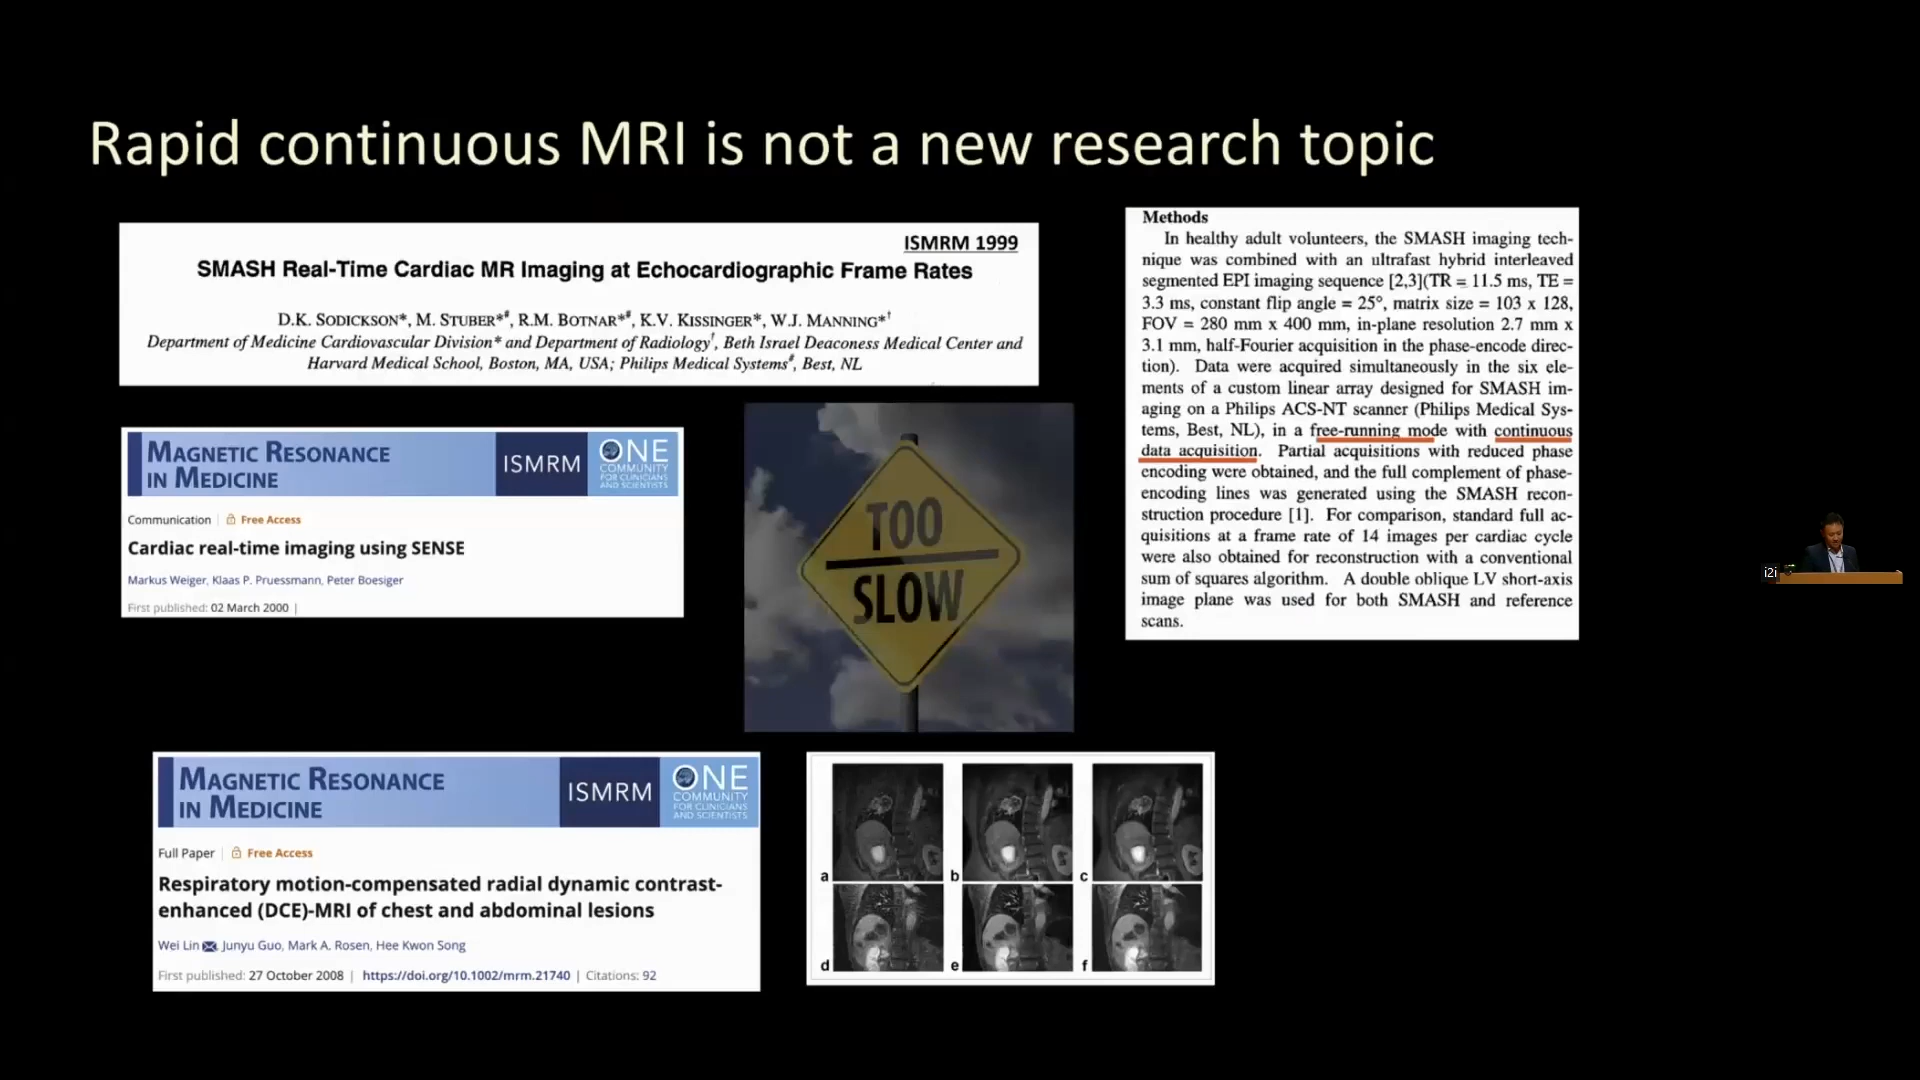 Rapid continuous MRI is not a new research topic
ISMRM 1999
SMASH Real-Time Cardiac MR Imaging at Echocardiographic Frame Rates
D.K. SODICKSON*, M. STUBER*#, R.M. BOTNAR*#, K.V. KISSINGER*, W.J. MANNING*†
Department of Medicine Cardiovascular Division* and Department of Radiology†, Beth Israel Deaconess Medical Center and
Harvard Medical School, Boston, MA, USA; Philips Medical Systems#, Best, NL
MAGNETIC RESONANCE
IN MEDICINE
ISMRM
ONE
COMMUNITY
FOR CLINICIANS
AND SCIENTISTS
Communication | Free Access
Cardiac real-time imaging using SENSE
Markus Weiger, Klaas P. Pruessmann, Peter Boesiger
First published: 02 March 2000 |
TOO
SLOW
Methods
In healthy adult volunteers, the SMASH imaging tech-
nique was combined with an ultrafast hybrid interleaved
segmented EPI imaging sequence [2,3](TR = 11.5 ms, TE =
3.3 ms, constant flip angle = 25°, matrix size = 103 x 128,
FOV = 280 mm x 400 mm, in-plane resolution 2.7 mm x
3.1 mm, half-Fourier acquisition in the phase-encode direc-
tion). Data were acquired simultaneously in the six ele-
ments of a custom linear array designed for SMASH im-
aging on a Philips ACS-NT scanner (Philips Medical Sys-
tems, Best, NL), in a free-running mode with continuous
data acquisition. Partial acquisitions with reduced phase
encoding were obtained, and the full complement of phase-
encoding lines was generated using the SMASH recon-
struction procedure [1]. For comparison, standard full ac-
quisitions at a frame rate of 14 images per cardiac cycle
were also obtained for reconstruction with a conventional
sum of squares algorithm. A double oblique LV short-axis
image plane was used for both SMASH and reference
scans.
i2i
MAGNETIC RESONANCE
IN MEDICINE
ISMRM
ONE
COMMUNITY
FOR CLINICIANS
AND SCIENTISTS
Full Paper | Free Access
Respiratory motion-compensated radial dynamic contrast-
enhanced (DCE)-MRI of chest and abdominal lesions
Wei Lin, Junyu Guo, Mark A. Rosen, Hee Kwon Song
First published: 27 October 2008 | https://doi.org/10.1002/mrm.21740 | Citations: 92
a b c
d e f